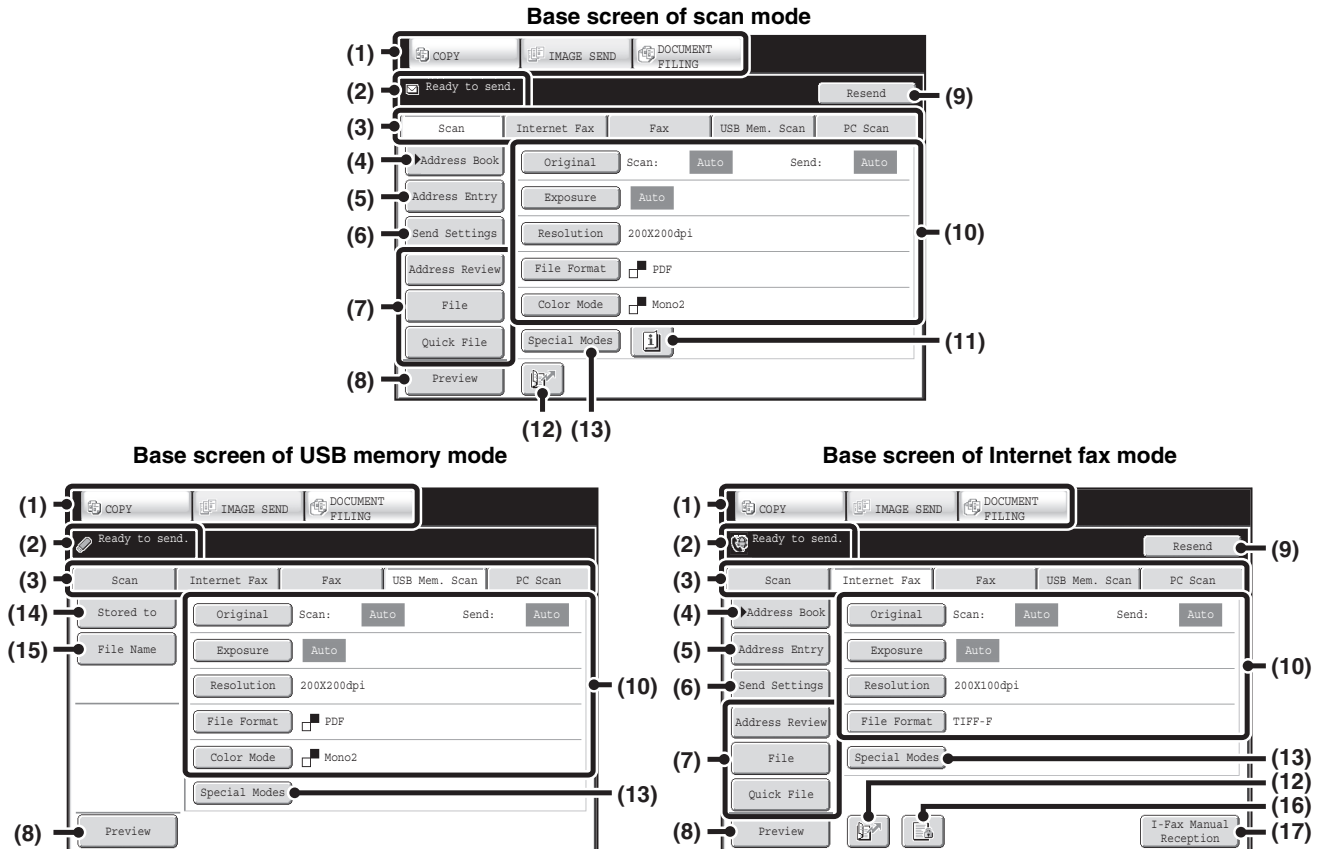 Base screen of scan mode
(1) COPY IMAGE SEND DOCUMENT
FILING
(2) Ready to send. Resend (9)
(3) Scan Internet Fax Fax USB Mem. Scan PC Scan
(4) Address Book Original Scan: Auto Send: Auto
(5) Address Entry Exposure Auto
(6) Send Settings Resolution 200X200dpi (10)
Address Review File Format PDF
(7) File Color Mode Mono2
Quick File Special Modes (11)
(8) Preview
(12) (13)
Base screen of USB memory mode
(1) COPY IMAGE SEND DOCUMENT
FILING
(2) Ready to send.
(3) Scan Internet Fax Fax USB Mem. Scan PC Scan
(14) Stored to Original Scan: Auto Send: Auto
(15) File Name Exposure Auto
Resolution 200X200dpi (10)
File Format PDF
Color Mode Mono2
Special Modes (13)
(8) Preview
Base screen of Internet fax mode
(1) COPY IMAGE SEND DOCUMENT
FILING
(2) Ready to send. Resend (9)
(3) Scan Internet Fax Fax USB Mem. Scan PC Scan
(4) Address Book Original Scan: Auto Send: Auto
(5) Address Entry Exposure Auto (10)
(6) Send Settings Resolution 200X100dpi
Address Review File Format TIFF-F
(7) File Special Modes (13)
(12)
Quick File (16)
(8) Preview I-Fax Manual
Reception (17)